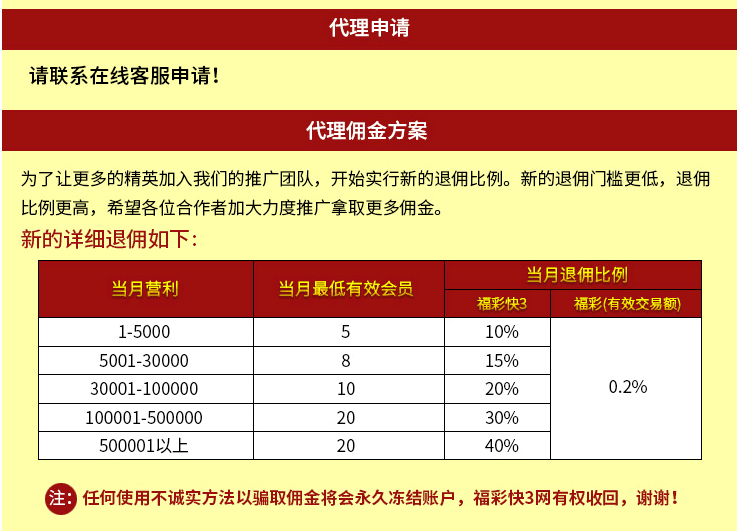 代理申请
请联系在线客服申请！
代理佣金方案
为了让更多的精英加入我们的推广团队，开始实行新的退佣比例。新的退佣门槛更低，退佣
比例更高，希望各位合作者加大力度推广拿取更多佣金。
新的详细退佣如下：
当月营利 当月最低有效会员 当月退佣比例
福彩快3 福彩(有效交易额)
1-5000 5 10%
5001-30000 8 15%
30001-100000 10 20%
0.2%
100001-500000 20 30%
500001以上 20 40%
注：任何使用不诚实方法以骗取佣金将会永久冻结账户，福彩快3网有权收回，谢谢！